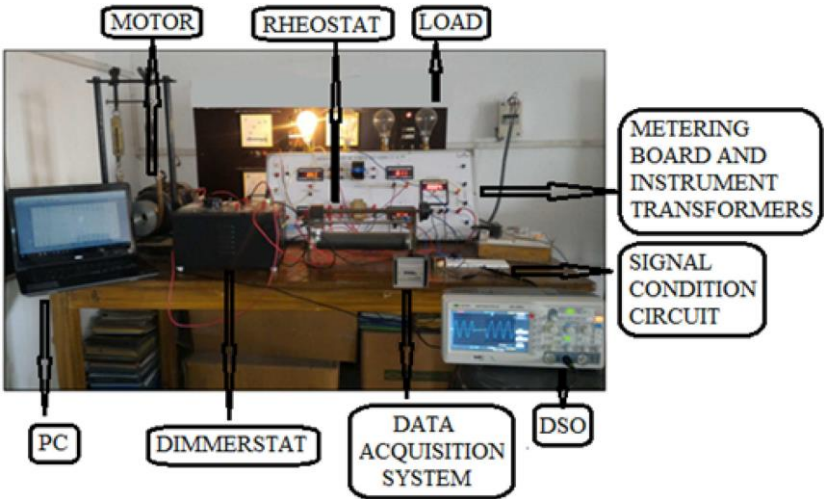 MOTOR
RHEOSTAT
LOAD
METERING
BOARD AND
INSTRUMENT
TRANSFORMERS
SIGNAL
CONDITION
CIRCUIT
PC
DIMMERSTAT
DATA
ACQUISITION
SYSTEM
DSO